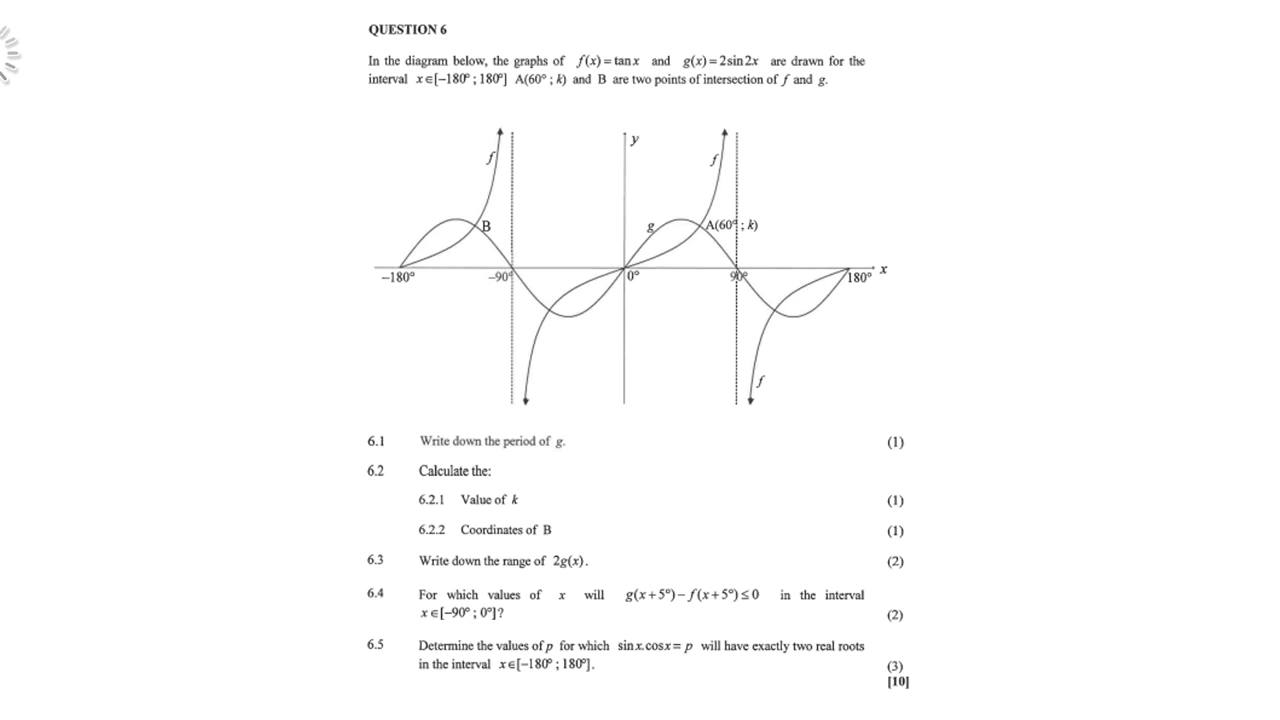 QUESTION 6
In the diagram below, the graphs of f(x) = tan x and g(x) = 2 sin 2x are drawn for the
interval x ∈ [−180° ; 180°] A(60° ; k) and B are two points of intersection of f and g.
y
f
f
B
g
A(60° ; k)
x
−180°
−90°
0°
90°
180°
f
6.1 Write down the period of g. (1)
6.2 Calculate the:
6.2.1 Value of k (1)
6.2.2 Coordinates of B (1)
6.3 Write down the range of 2g(x). (2)
6.4 For which values of x will g(x + 5°) − f(x + 5°) ≤ 0 in the interval
x ∈ [−90° ; 0°]? (2)
6.5 Determine the values of p for which sin x.cos x = p will have exactly two real roots
in the interval x ∈ [−180° ; 180°]. (3)
[10]